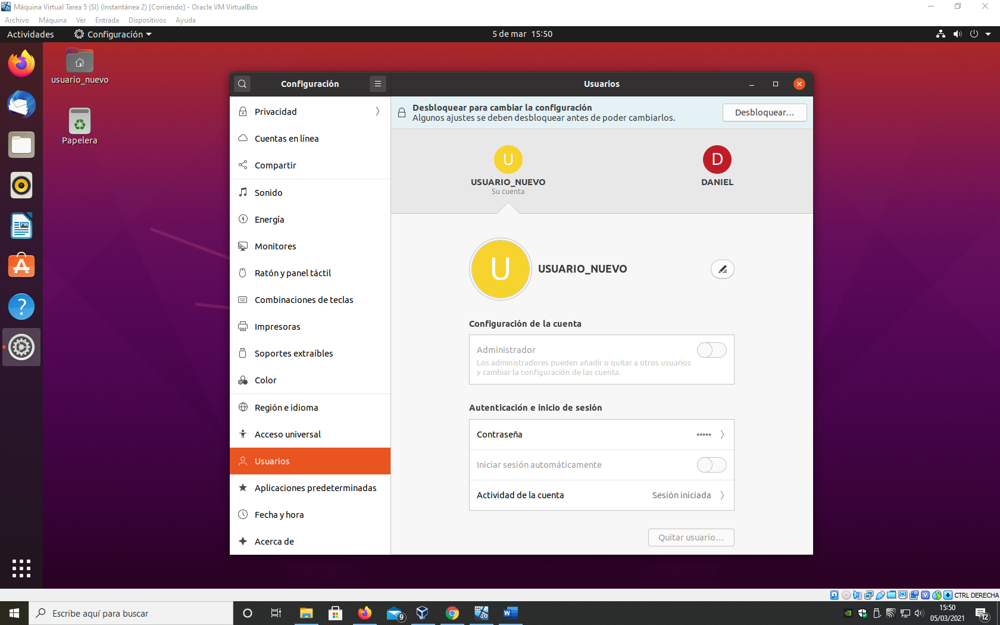 Máquina Virtual Tarea 5 (SI) (Instantánea 2) [Corriendo] - Oracle VM VirtualBox
Archivo Máquina Ver Entrada Dispositivos Ayuda
Actividades Configuración 5 de mar 15:50
usuario_nuevo
Papelera
Configuración
Usuarios
Privacidad
Cuentas en línea
Compartir
Sonido
Energía
Monitores
Ratón y panel táctil
Combinaciones de teclas
Impresoras
Soportes extraíbles
Color
Región e idioma
Acceso universal
Usuarios
Aplicaciones predeterminadas
Fecha y hora
Acerca de
Desbloquear para cambiar la configuración
Algunos ajustes se deben desbloquear antes de poder cambiarlos.
Desbloquear...
U
USUARIO_NUEVO
Su cuenta
D
DANIEL
U
USUARIO_NUEVO
Configuración de la cuenta
Administrador
Los administradores pueden añadir o quitar a otros usuarios
y cambiar la configuración de las cuenta.
Autenticación e inicio de sesión
Contraseña •••••
Iniciar sesión automáticamente
Actividad de la cuenta Sesión iniciada
Quitar usuario...
CTRL DERECHA
Escribe aquí para buscar
9
15:50
05/03/2021
12